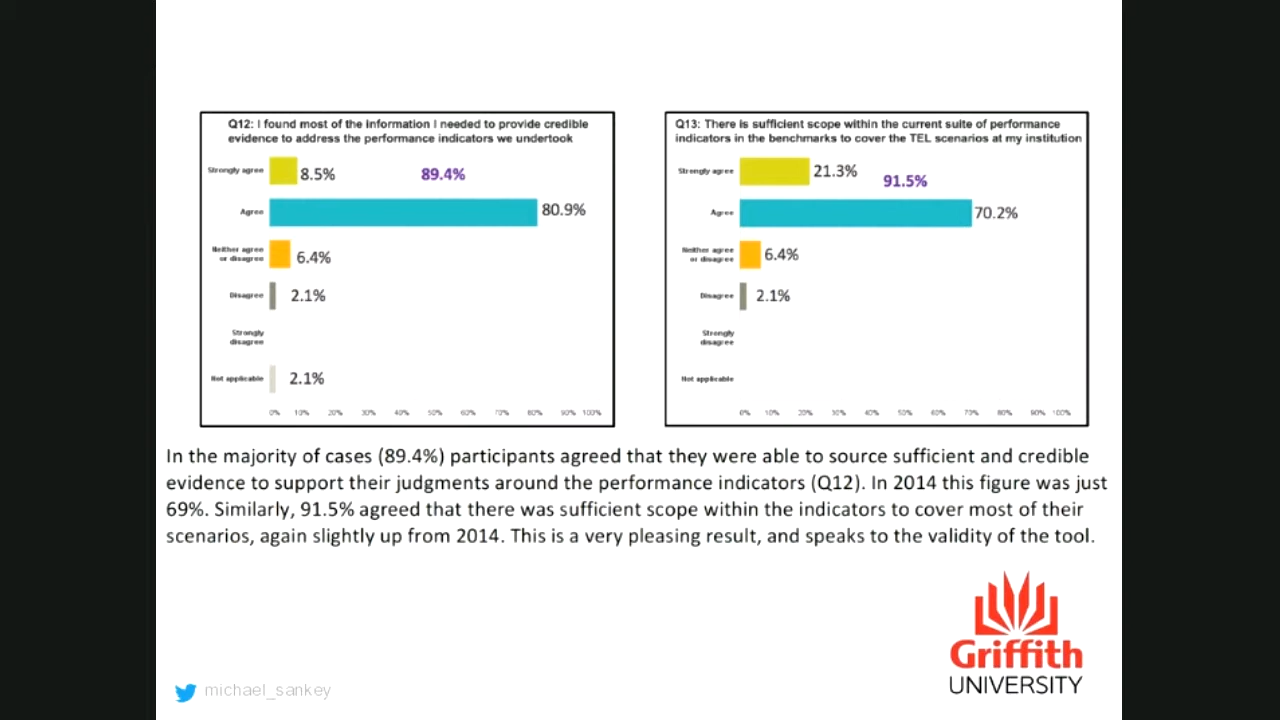 Q12: I found most of the information I needed to provide credible
evidence to address the performance indicators we undertook
Strongly agree
8.5%
89.4%
Agree
80.9%
Neither agree
or disagree
6.4%
Disagree
2.1%
Strongly
disagree
Not applicable
2.1%
0% 10% 20% 30% 40% 50% 60% 70% 80% 90% 100%
Q13: There is sufficient scope within the current suite of performance
indicators in the benchmarks to cover the TEL scenarios at my institution
Strongly agree
21.3%
91.5%
Agree
70.2%
Neither agree
or disagree
6.4%
Disagree
2.1%
Strongly
disagree
Not applicable
0% 10% 20% 30% 40% 50% 60% 70% 80% 90% 100%
In the majority of cases (89.4%) participants agreed that they were able to source sufficient and credible
evidence to support their judgments around the performance indicators (Q12). In 2014 this figure was just
69%. Similarly, 91.5% agreed that there was sufficient scope within the indicators to cover most of their
scenarios, again slightly up from 2014. This is a very pleasing result, and speaks to the validity of the tool.
Griffith
UNIVERSITY
michael_sankey